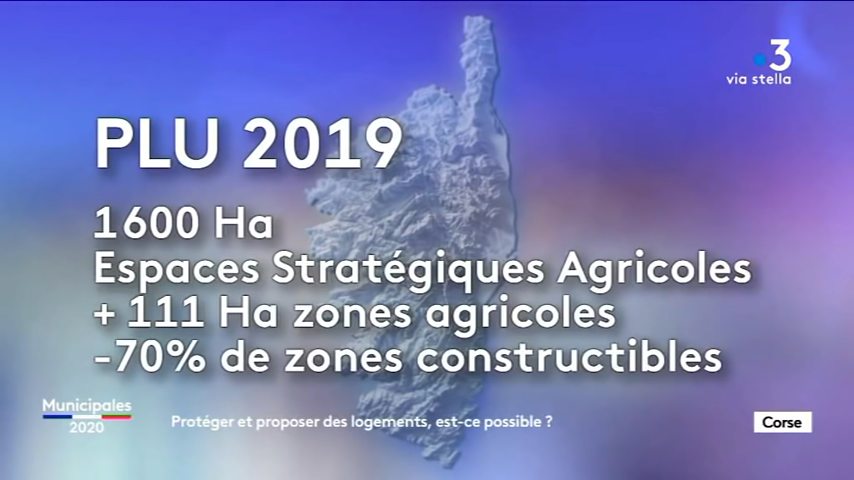 3
via stella
PLU 2019
1600 Ha
Espaces Stratégiques Agricoles
+ 111 Ha zones agricoles
-70% de zones constructibles
Municipales
2020
Protéger et proposer des logements, est-ce possible ?
Corse